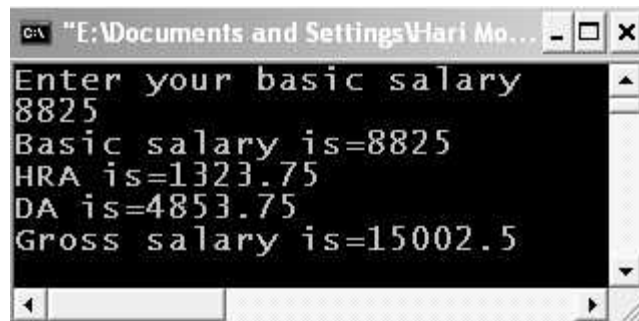 "E:\Documents and Settings\Hari Mo...
Enter your basic salary
8825
Basic salary is=8825
HRA is=1323.75
DA is=4853.75
Gross salary is=15002.5